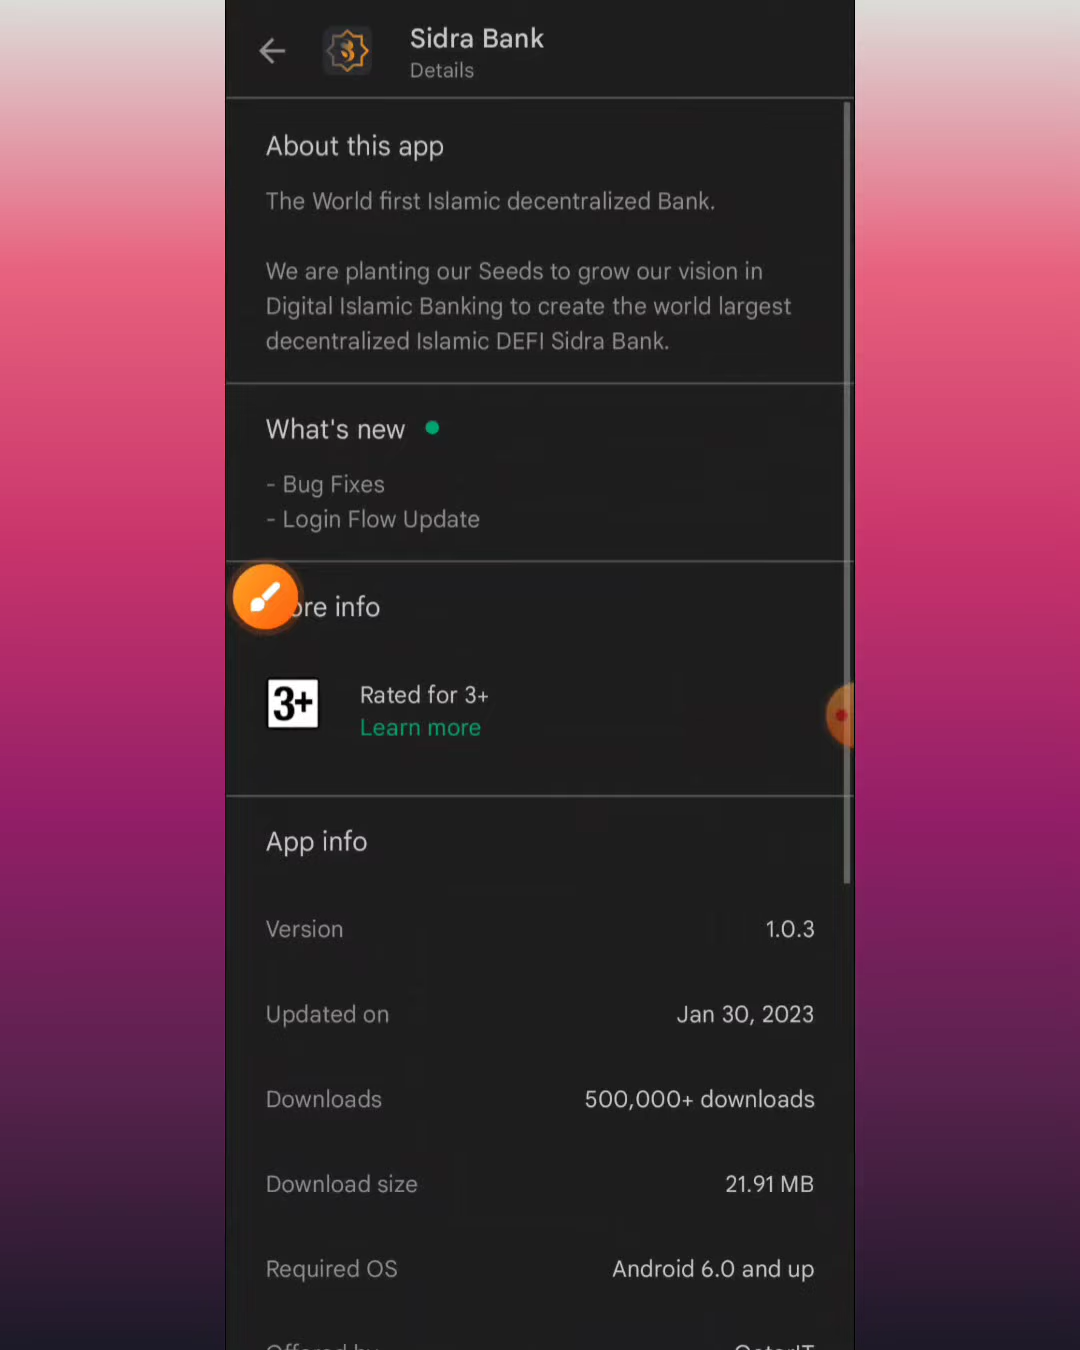 Sidra Bank
Details
About this app
The World first Islamic decentralized Bank.
We are planting our Seeds to grow our vision in
Digital Islamic Banking to create the world largest
decentralized Islamic DEFI Sidra Bank.
What's new
- Bug Fixes
- Login Flow Update
ore info
3+ Rated for 3+
Learn more
App info
Version 1.0.3
Updated on Jan 30, 2023
Downloads 500,000+ downloads
Download size 21.91 MB
Required OS Android 6.0 and up